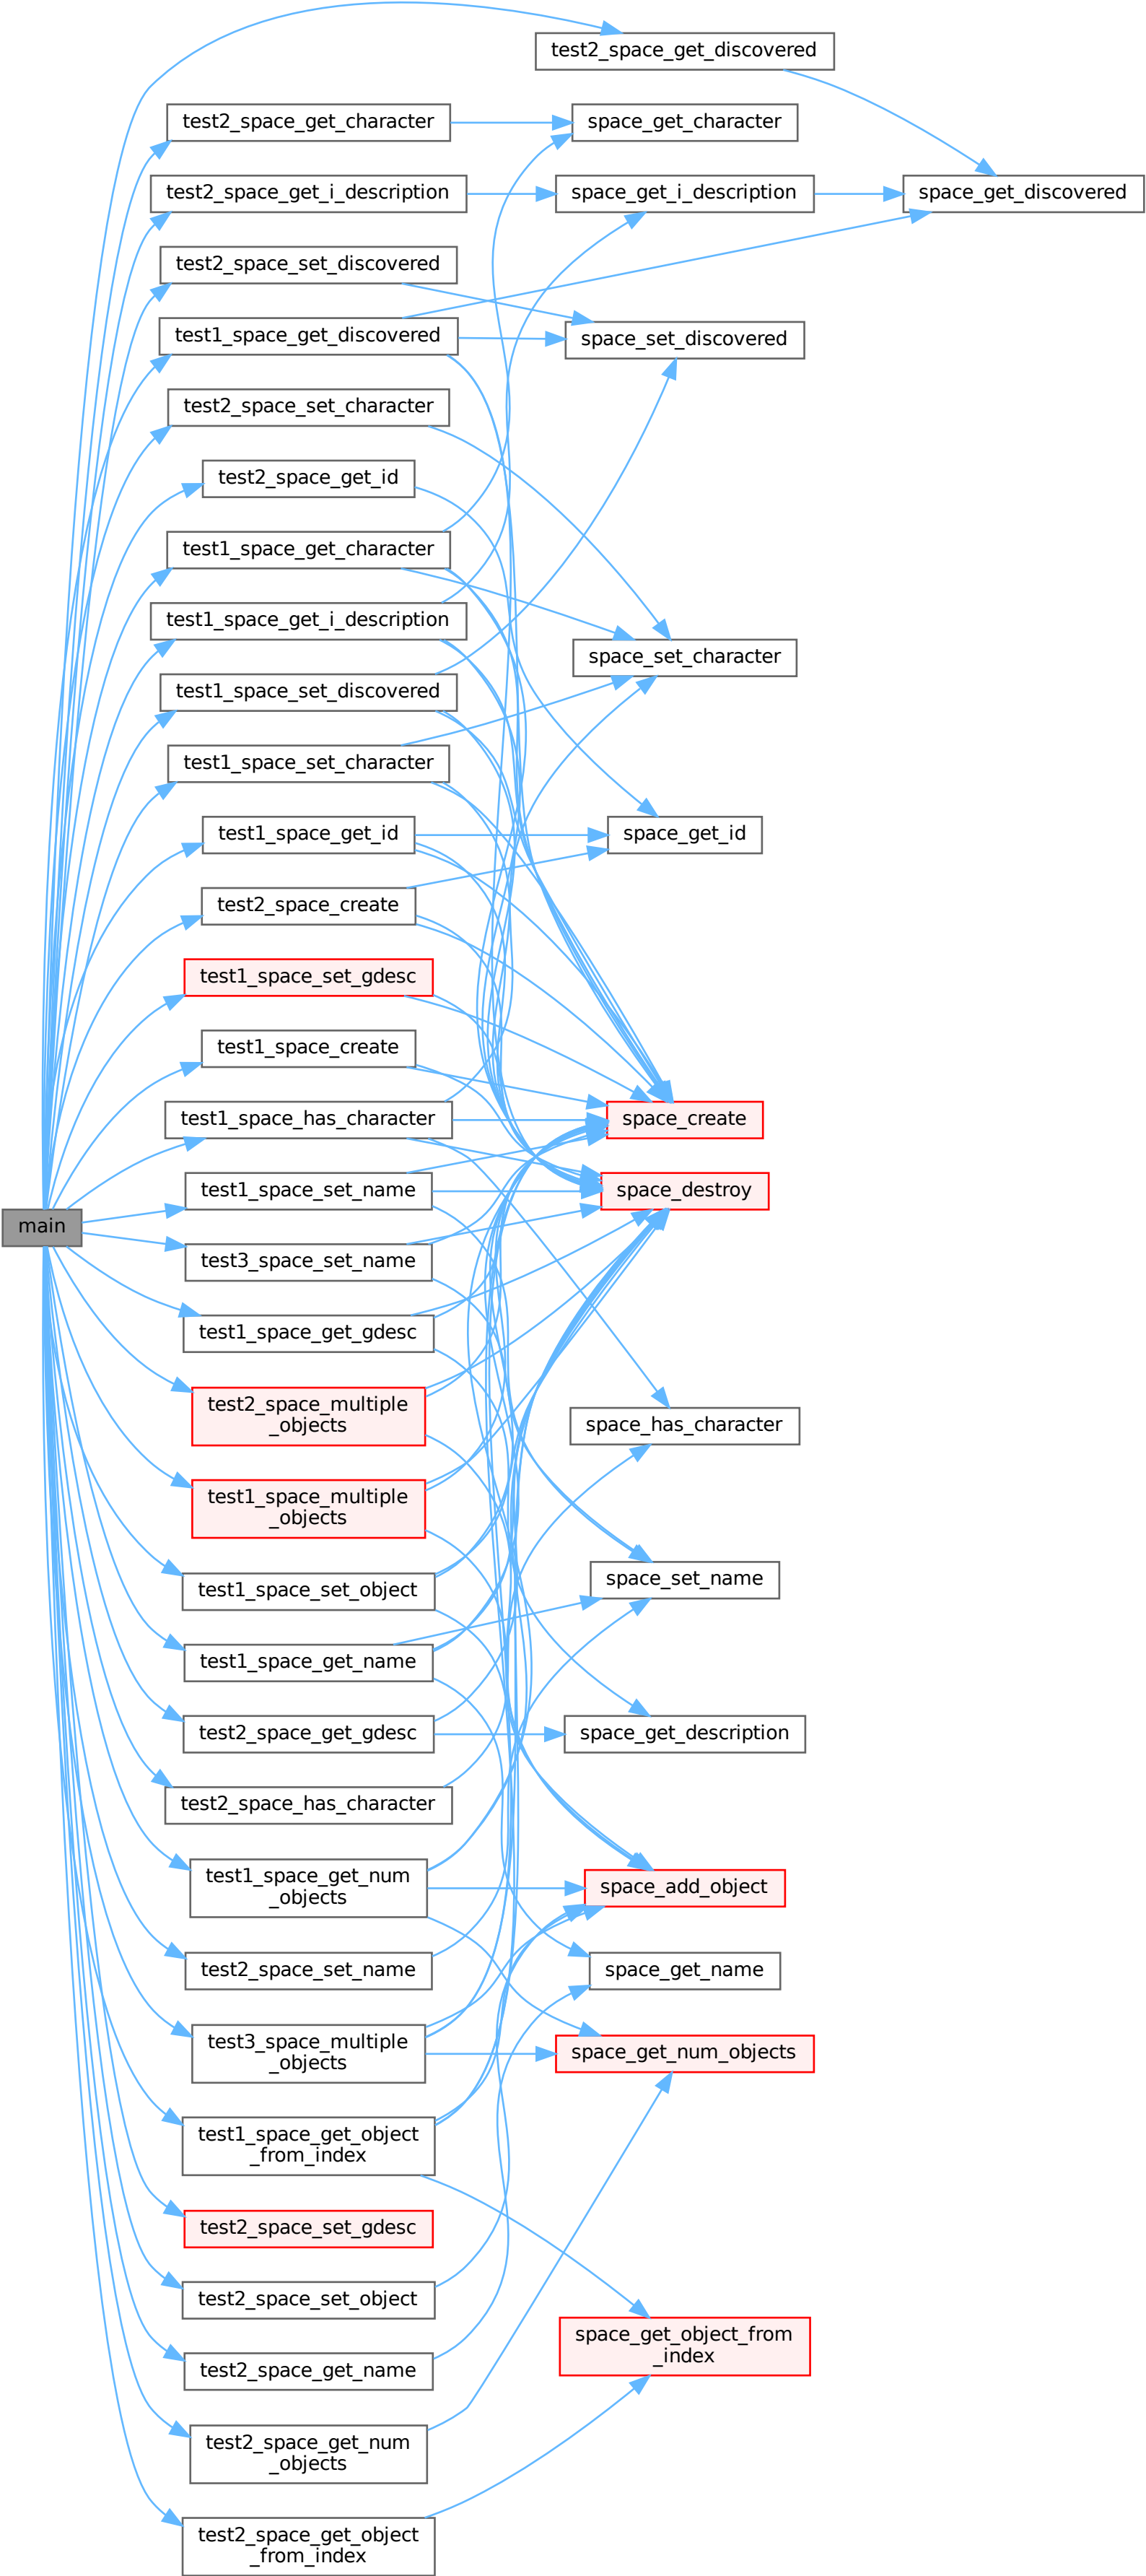 test2_space_get_discovered
test2_space_get_character
space_get_character
test2_space_get_i_description
space_get_i_description
space_get_discovered
test2_space_set_discovered
test1_space_get_discovered
space_set_discovered
test2_space_set_character
test2_space_get_id
test1_space_get_character
test1_space_get_i_description
space_set_character
test1_space_set_discovered
test1_space_set_character
test1_space_get_id
space_get_id
test2_space_create
test1_space_set_gdesc
test1_space_create
test1_space_has_character
space_create
test1_space_set_name
space_destroy
main
test3_space_set_name
test1_space_get_gdesc
test2_space_multiple
_objects
space_has_character
test1_space_multiple
_objects
test1_space_set_object
space_set_name
test1_space_get_name
test2_space_get_gdesc
space_get_description
test2_space_has_character
test1_space_get_num
_objects
space_add_object
test2_space_set_name
space_get_name
test3_space_multiple
_objects
space_get_num_objects
test1_space_get_object
_from_index
test2_space_set_gdesc
test2_space_set_object
space_get_object_from
_index
test2_space_get_name
test2_space_get_num
_objects
test2_space_get_object
_from_index